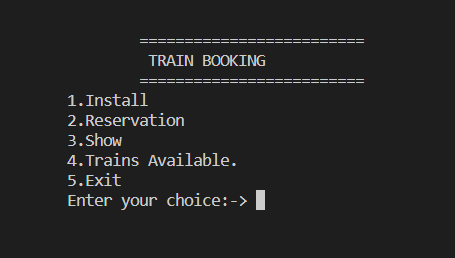 =========================
TRAIN BOOKING
=========================
1.Install
2.Reservation
3.Show
4.Trains Available.
5.Exit
Enter your choice:->